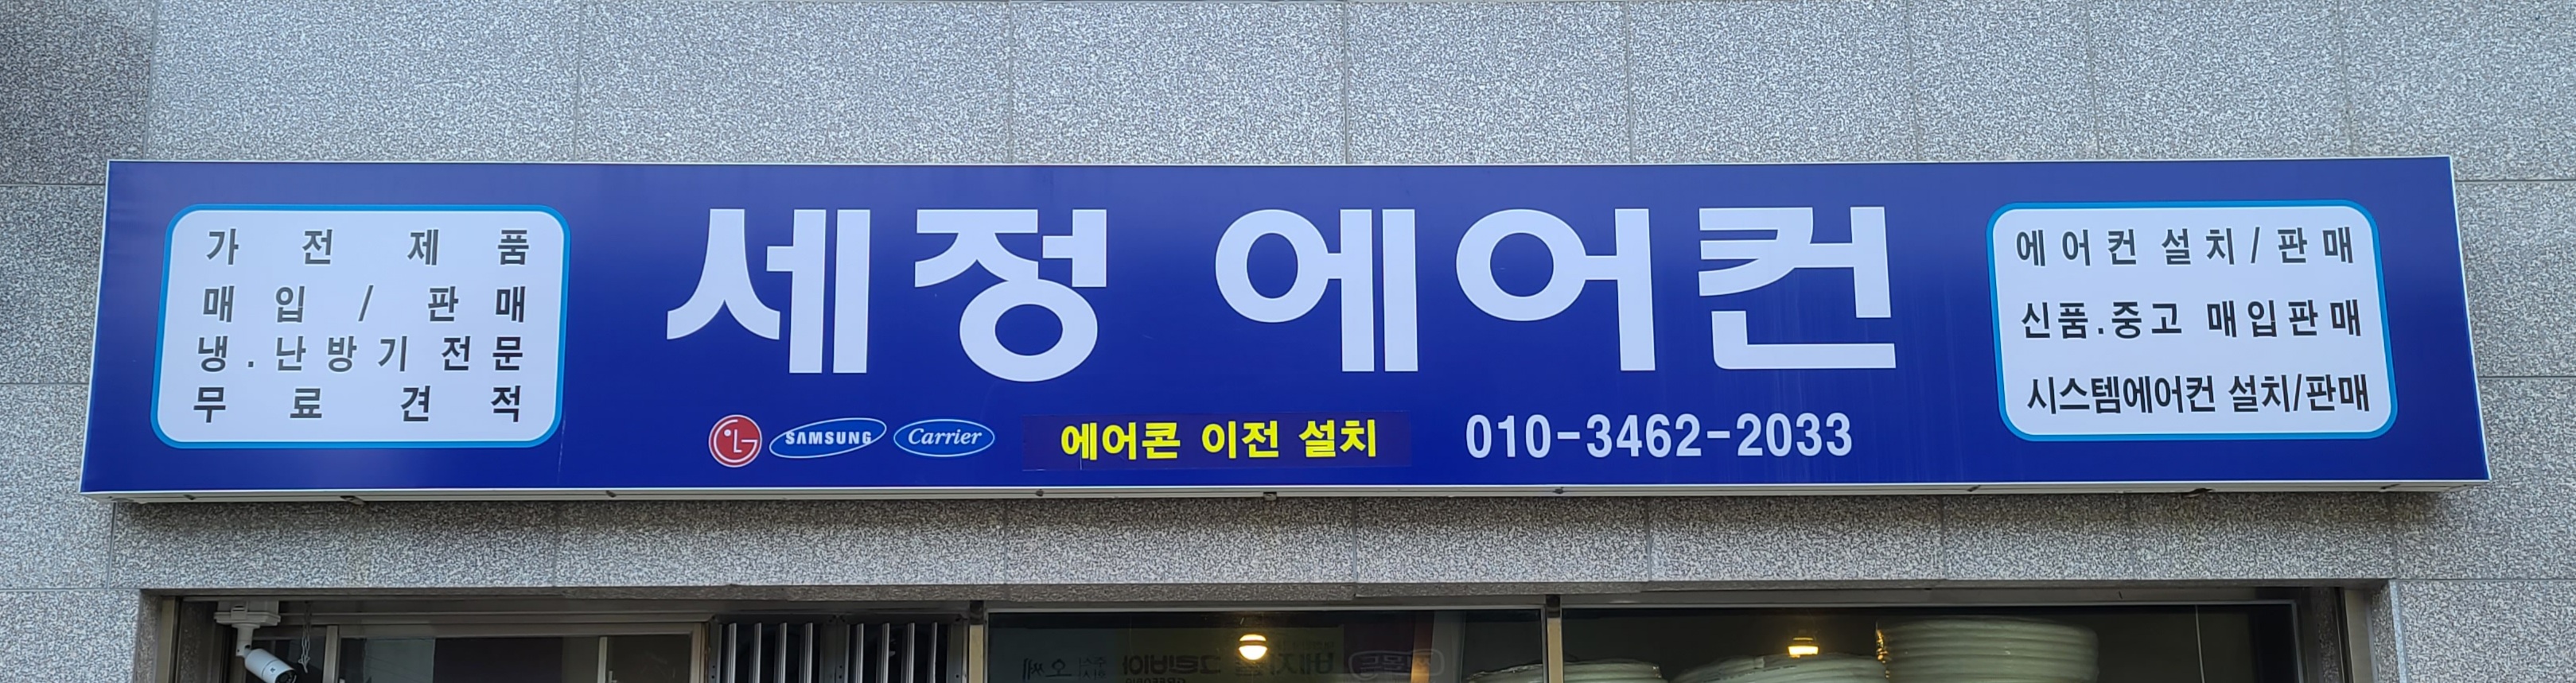 가 전 제 품
매 입 / 판 매
냉 . 난 방 기 전 문
무 료 견 적
세정 에어컨
LG SAMSUNG Carrier 에어콘 이전 설치 010-3462-2033
에어컨 설치/판매
신품.중고 매입판매
시스템에어컨 설치/판매